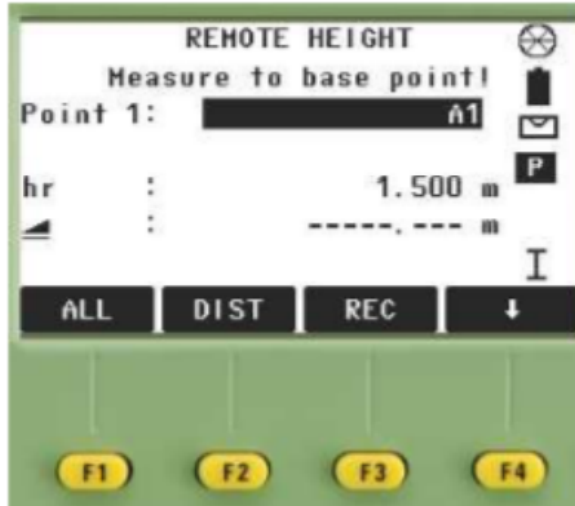 REMOTE HEIGHT
Measure to base point!
Point 1: A1
P
hr : 1.500 m
: -----.--- m
ALL DIST REC ↓
F1 F2 F3 F4